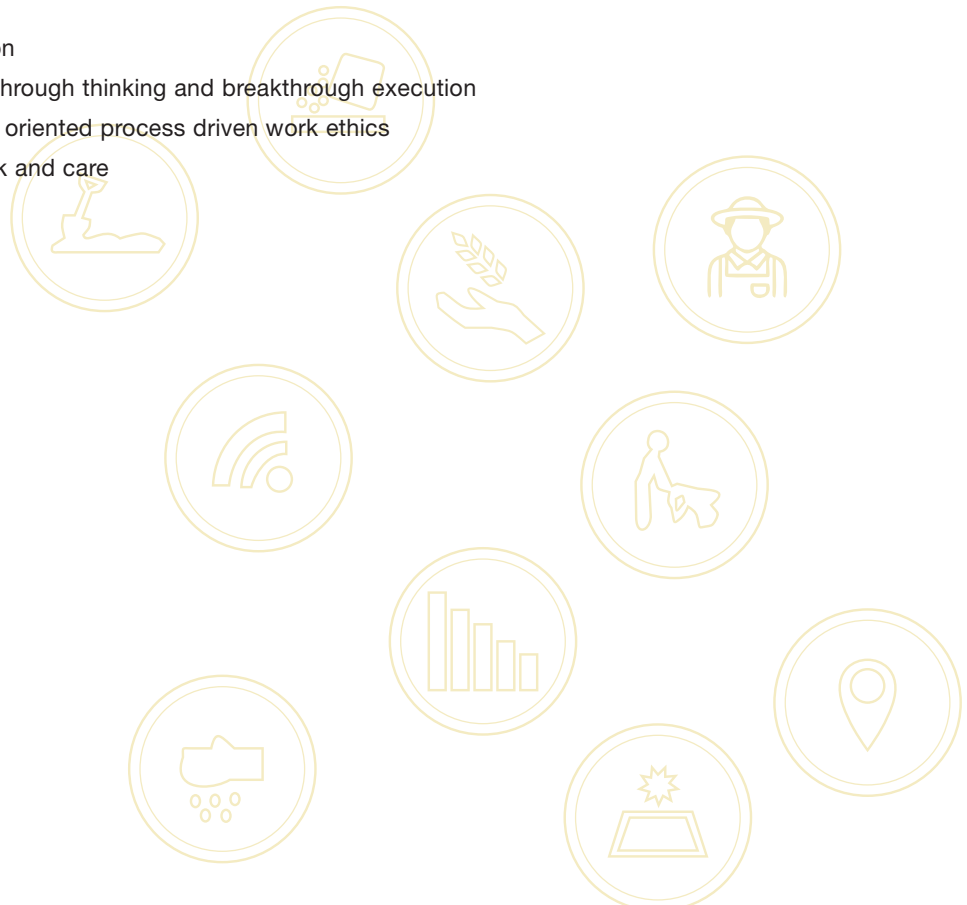 on
hrough thinking and breakthrough execution
oriented process driven work ethics
k and care